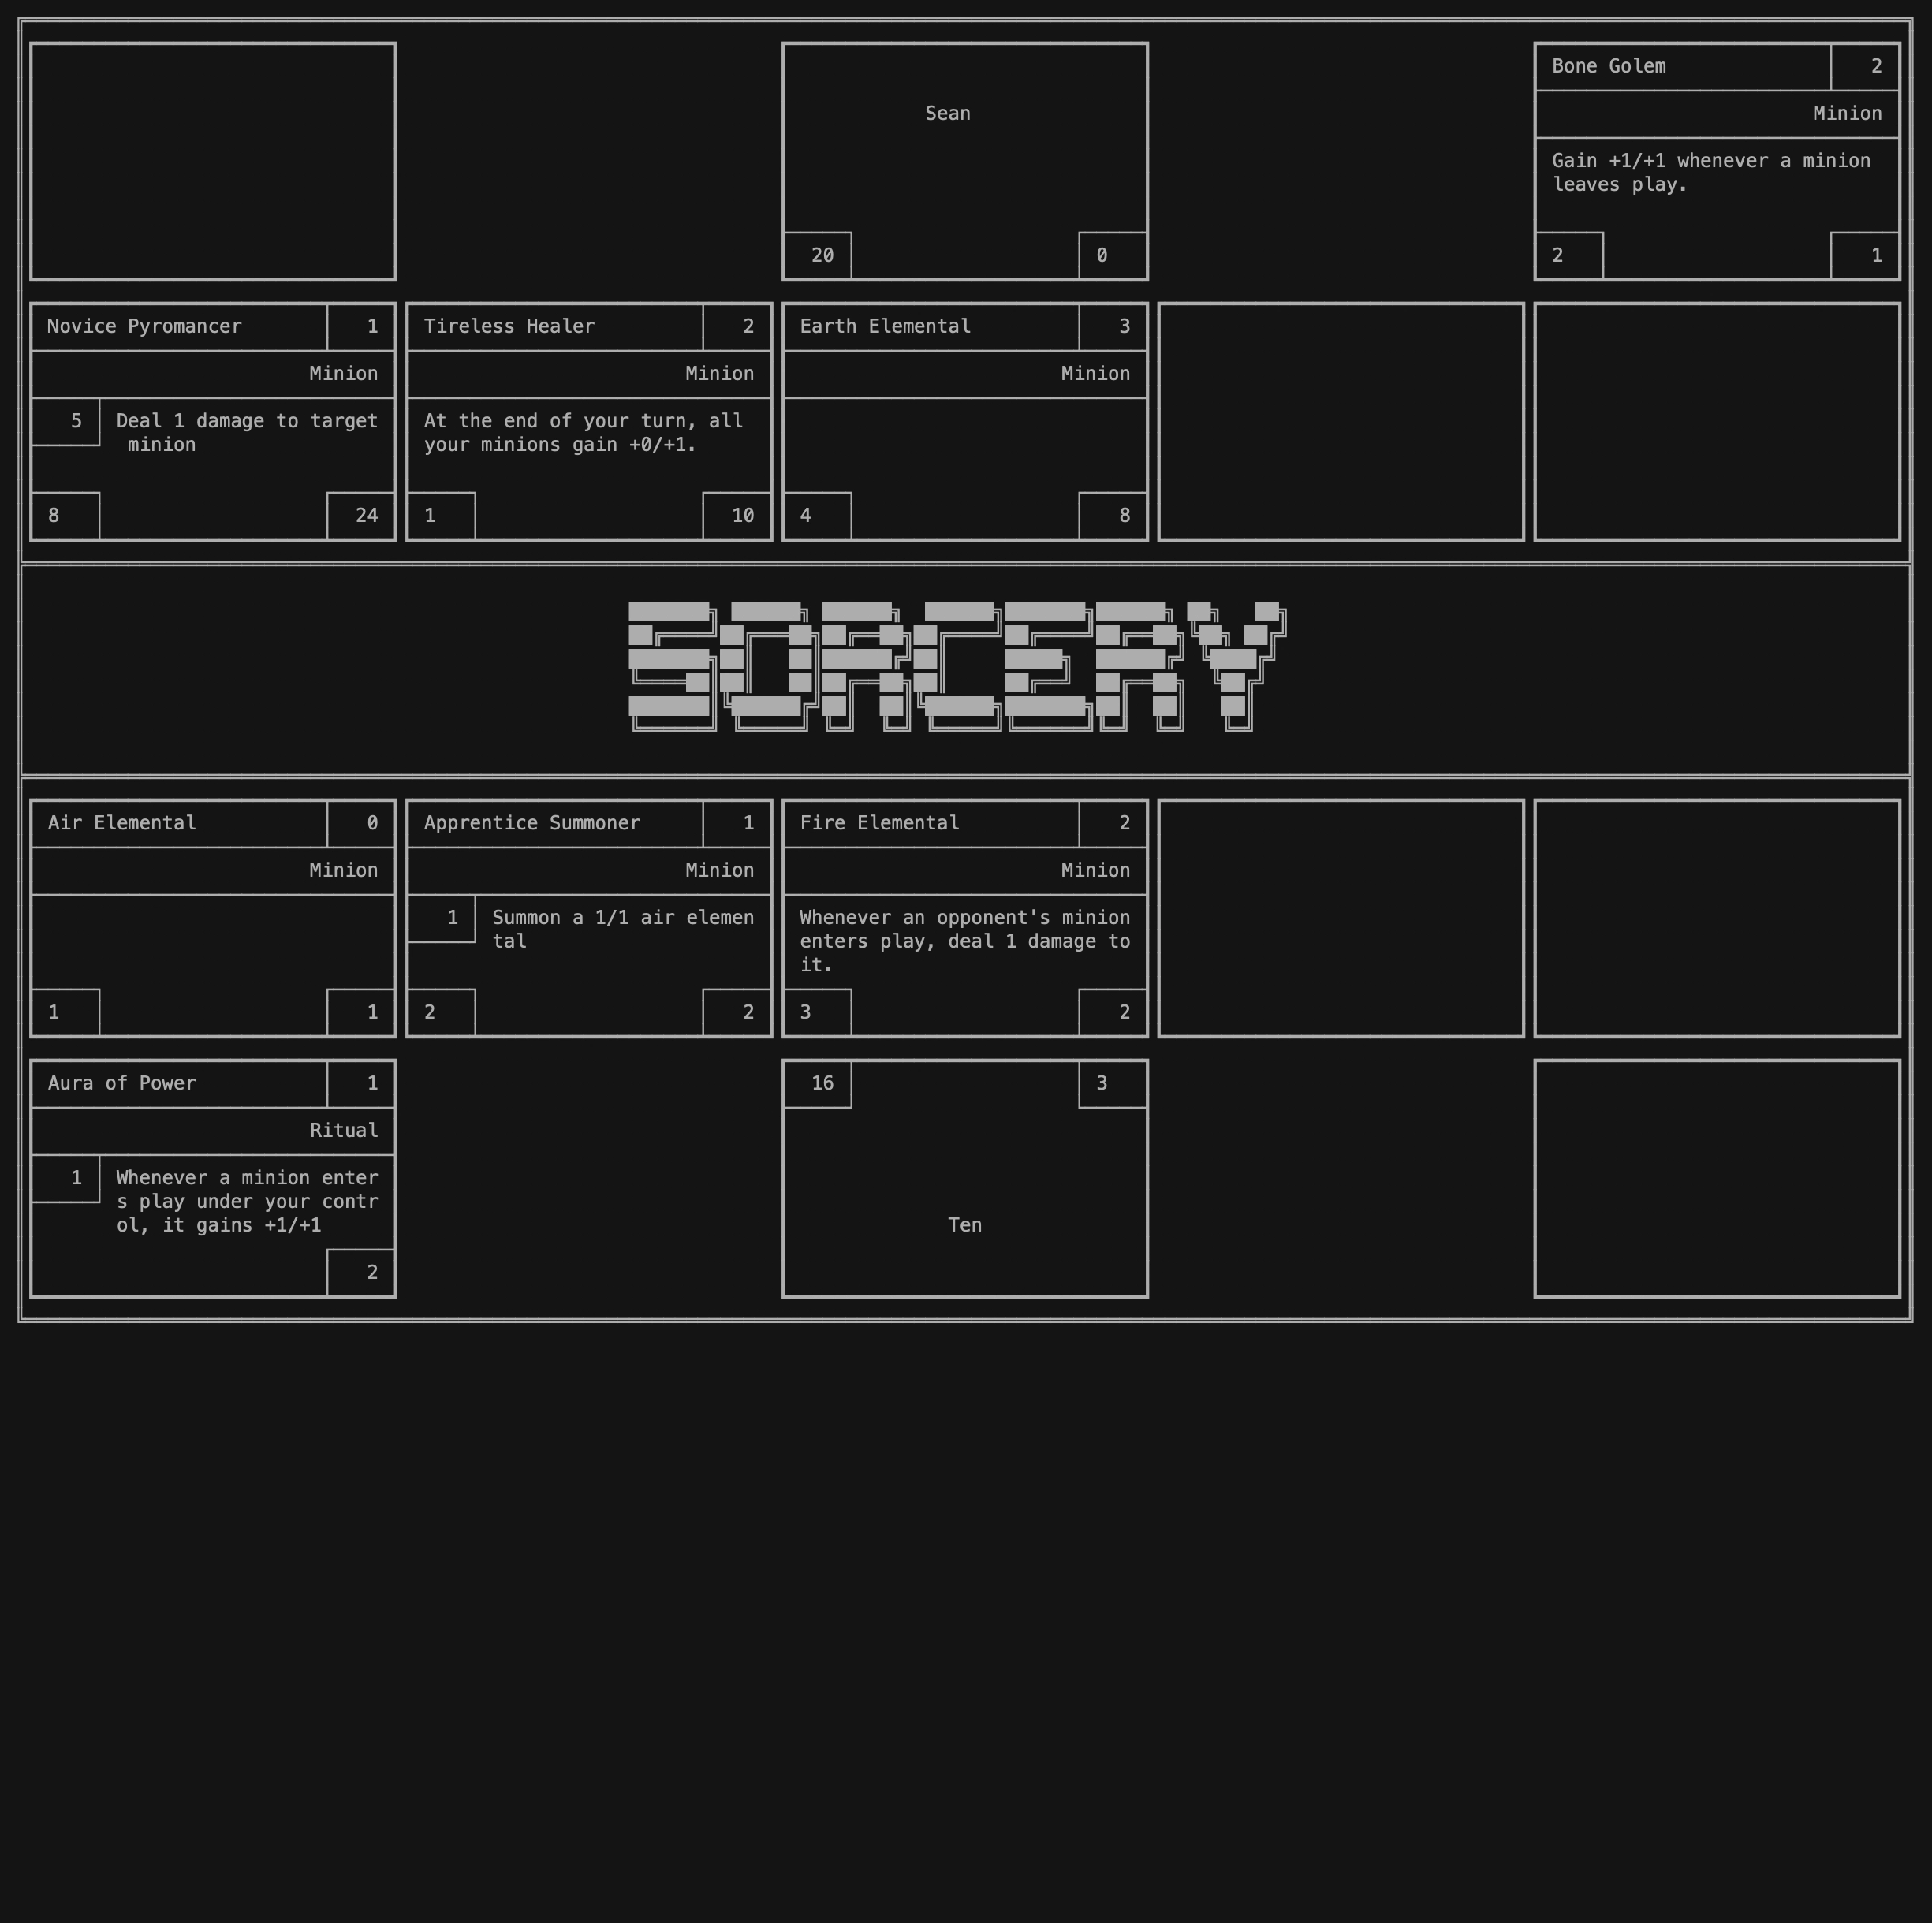 Sean
20 0
Bone Golem 2
Minion
Gain +1/+1 whenever a minion
leaves play.
2 1
Novice Pyromancer 1
Minion
5 Deal 1 damage to target
minion
8 24
Tireless Healer 2
Minion
At the end of your turn, all
your minions gain +0/+1.
1 10
Earth Elemental 3
Minion
4 8
SORCERY
Air Elemental 0
Minion
1 1
Apprentice Summoner 1
Minion
1 Summon a 1/1 air elemen
tal
2 2
Fire Elemental 2
Minion
Whenever an opponent's minion
enters play, deal 1 damage to
it.
3 2
Aura of Power 1
Ritual
1 Whenever a minion enter
s play under your contr
ol, it gains +1/+1
2
16 3
Ten